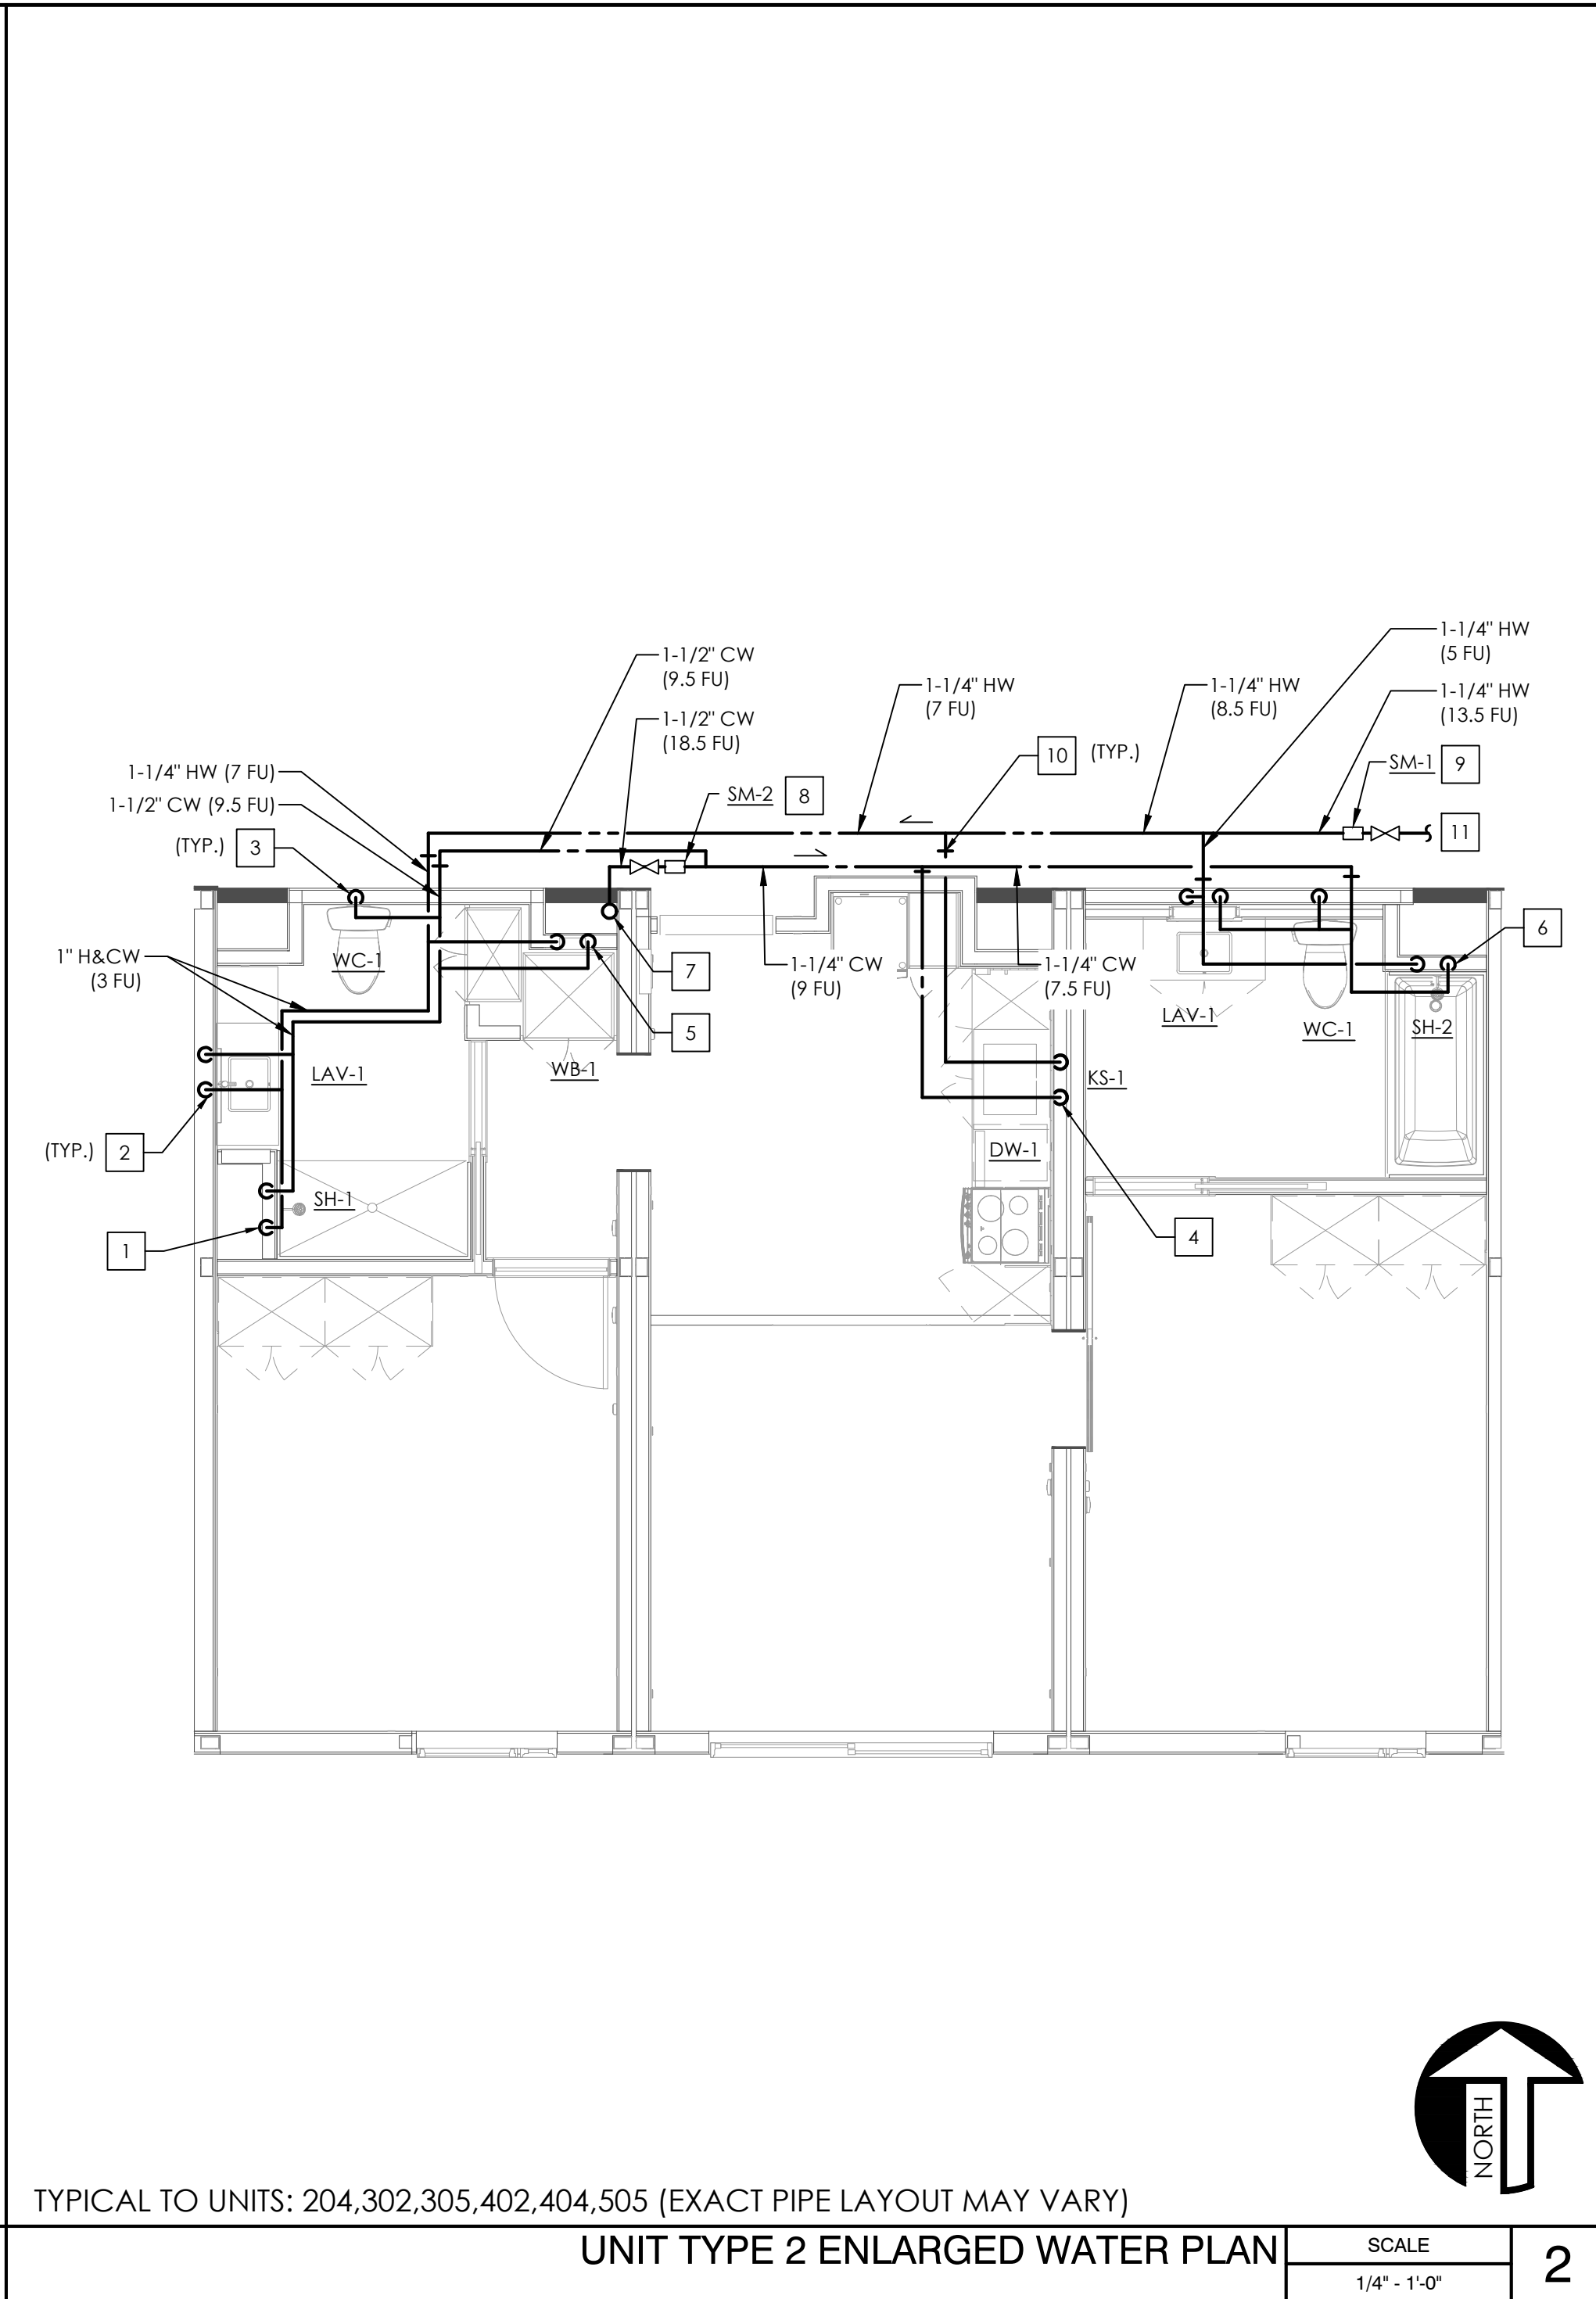 1-1/4" HW
(5 FU)
1-1/2" CW
(9.5 FU)
1-1/4" HW
(7 FU)
1-1/4" HW
(8.5 FU)
1-1/4" HW
(13.5 FU)
1-1/2" CW
(18.5 FU)
10 (TYP.)
1-1/4" HW (7 FU)
SM-1 9
SM-2 8
1-1/2" CW (9.5 FU)
11
(TYP.) 3
6
1" H&CW
(3 FU)
WC-1
7
1-1/4" CW
(9 FU)
1-1/4" CW
(7.5 FU)
LAV-1
WC-1
SH-2
5
LAV-1
WB-1
KS-1
(TYP.) 2
DW-1
SH-1
1
4
NORTH
TYPICAL TO UNITS: 204,302,305,402,404,505 (EXACT PIPE LAYOUT MAY VARY)
UNIT TYPE 2 ENLARGED WATER PLAN
SCALE
1/4" - 1'-0"
2